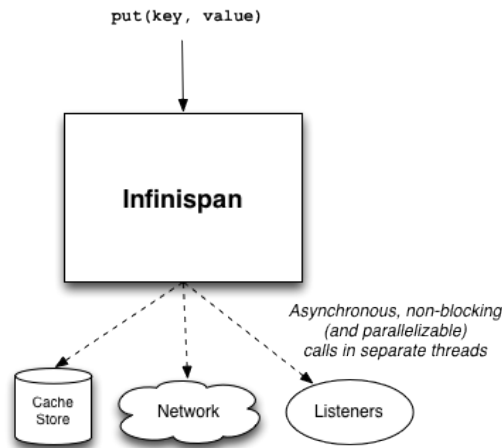 put(key, value)
Infinispan
Asynchronous, non-blocking
(and parallelizable)
calls in separate threads
Cache
Store
Network
Listeners